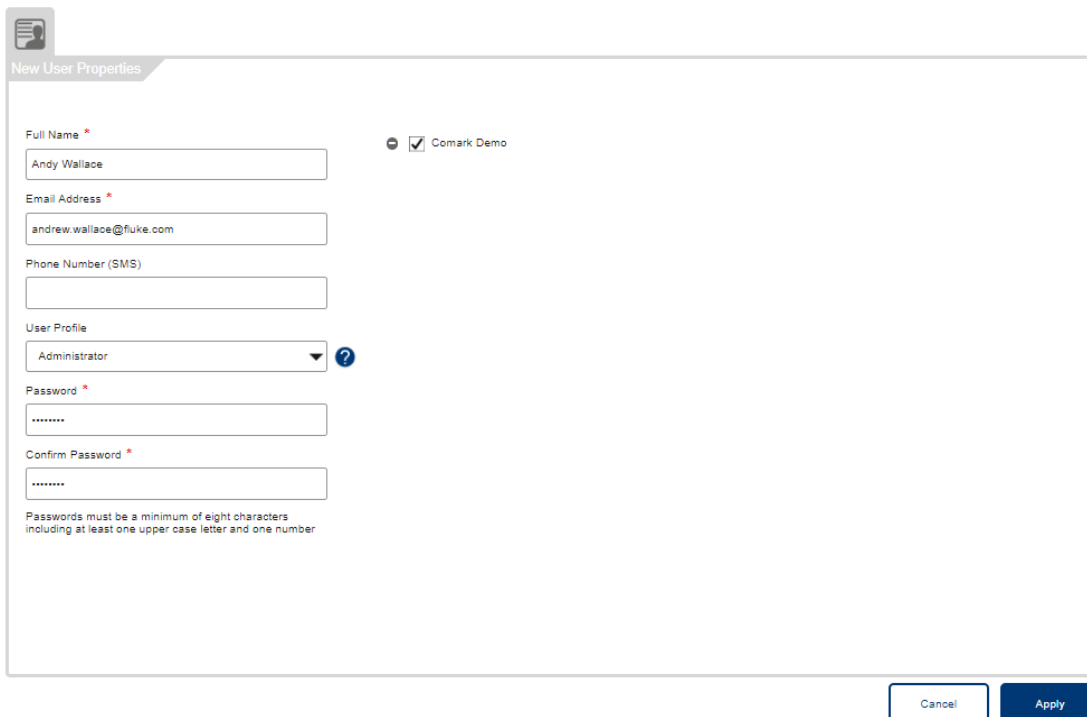 New User Properties
Full Name *
Andy Wallace
Comark Demo
Email Address *
andrew.wallace@fluke.com
Phone Number (SMS)
User Profile
Administrator
?
Password *
••••••••
Confirm Password *
••••••••
Passwords must be a minimum of eight characters
including at least one upper case letter and one number
Cancel
Apply